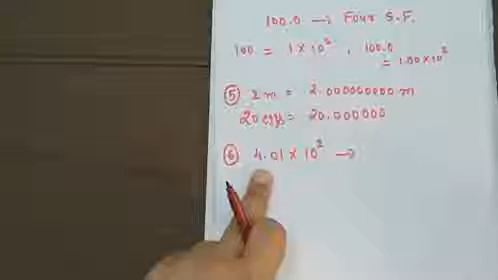 100.0 → Four S.F.
100 = 1 × 10², 100.0
= 1.00 × 10²
⑤ 2 m = 2.000000000 m
20 eggs = 20.000000
⑥ 4.01 × 10² →